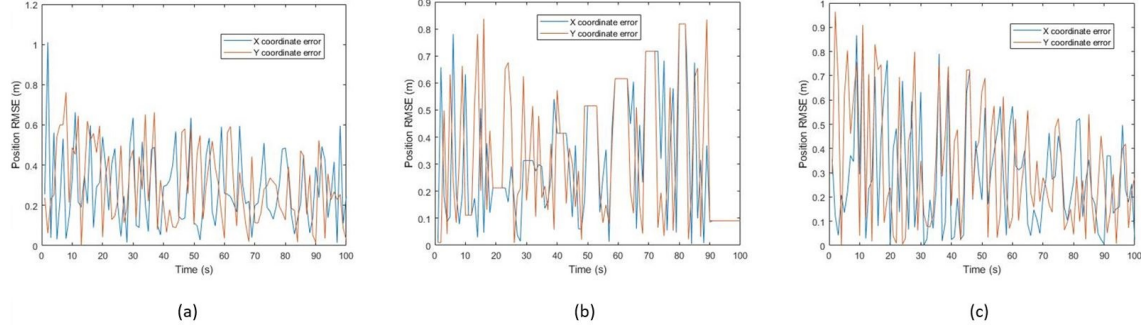 1.2
1
0.8
0.6
0.4
0.2
0
0 10 20 30 40 50 60 70 80 90 100
Position RMSE (m)
Time (s)
X coordinate error
Y coordinate error
(a)
0.9
0.8
0.7
0.6
0.5
0.4
0.3
0.2
0.1
0
0 10 20 30 40 50 60 70 80 90 100
Position RMSE (m)
Time (s)
X coordinate error
Y coordinate error
(b)
1
0.9
0.8
0.7
0.6
0.5
0.4
0.3
0.2
0.1
0
0 10 20 30 40 50 60 70 80 90 100
Position RMSE (m)
Time (s)
X coordinate error
Y coordinate error
(c)